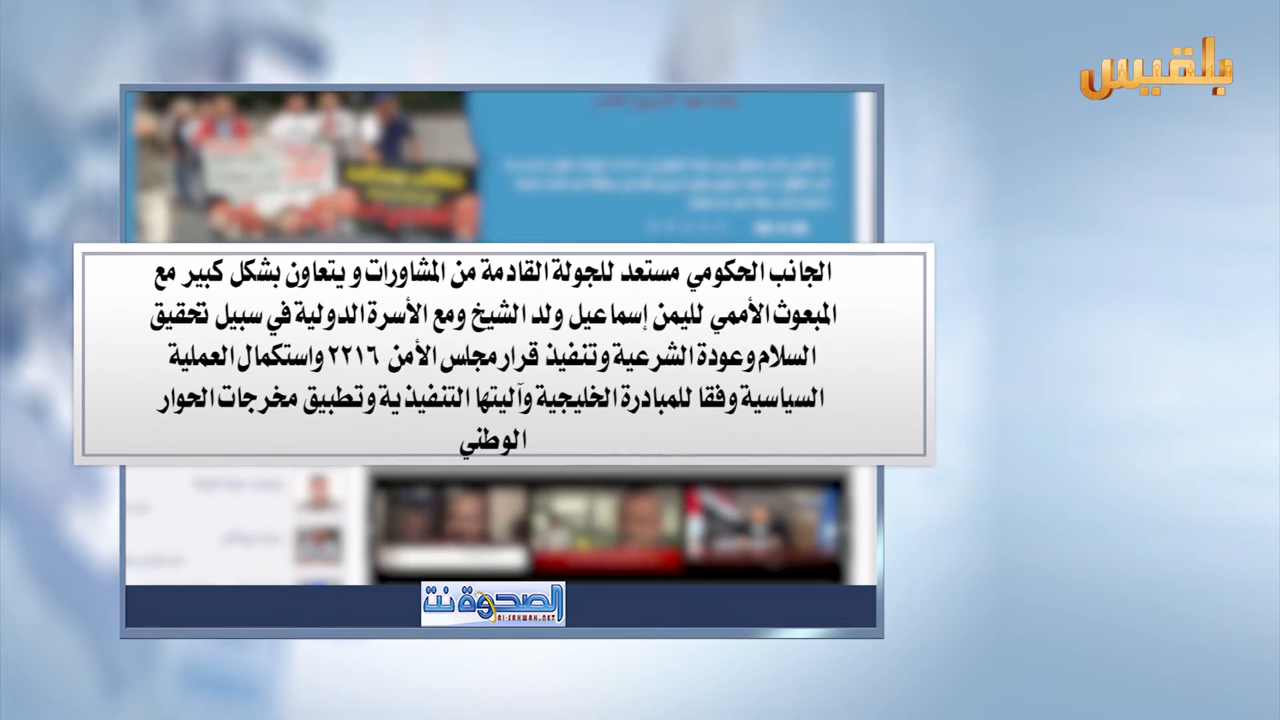 بلقيس
الجانب الحكومي مستعد للجولة القادمة من المشاورات و يتعاون بشكل كبير مع
المبعوث الأممي لليمن إسماعيل ولد الشيخ ومع الأسرة الدولية في سبيل تحقيق
السلام وعودة الشرعية وتنفيذ قرار مجلس الأمن ٢٢١٦ واستكمال العملية
السياسية وفقا للمبادرة الخليجية وآليتها التنفيذية وتطبيق مخرجات الحوار
الوطني
الصحوة نت
AL-SAHWAH.NET